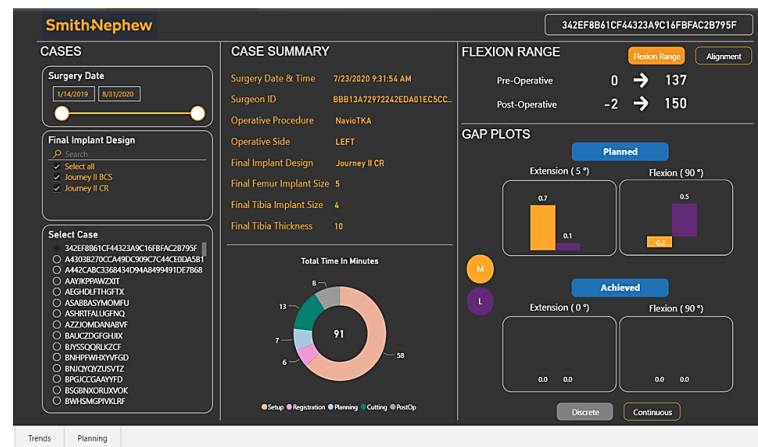 Smith+Nephew
342EF8B61CF44323A9C16FBFAC2B795F
CASES
Surgery Date
1/14/2019
8/31/2020
Final Implant Design
Search
Select all
Journey II BCS
Journey II CR
Select Case
342EF8B61CF44323A9C16FBFAC2B795F
A4303B270CCA49DC909C7C44CE0DA5B1
A442CABC3368434D94A8499491DE7B68
AAYJKPPAWZXIT
AEGHDLFTHGFTX
ASABBASYMOMFU
ASHRTFALUGFNQ
AZZJOMDANABVF
BAUCZDGFGHJIX
BJYSSQQRLKZCF
BNHPFWHXYVFGD
BNJQYQYZUSVTZ
BPGJCCGAAYYFD
BSGBNXORUXVOK
BWHSMGPIVKLRF
CASE SUMMARY
Surgery Date & Time 7/23/2020 9:31:54 AM
Surgeon ID BBB13A72972242EDA01EC5CC...
Operative Procedure NavioTKA
Operative Side LEFT
Final Implant Design Journey II CR
Final Femur Implant Size 5
Final Tibia Implant Size 4
Final Tibia Thickness 10
Total Time In Minutes
8
13
7
6
91
58
Setup Registration Planning Cutting PostOp
FLEXION RANGE
Flexion Range
Alignment
Pre-Operative 0 → 137
Post-Operative -2 → 150
GAP PLOTS
Planned
Extension ( 5 °)
Flexion ( 90 °)
0.7
0.1
0.5
-0.2
M
L
Achieved
Extension ( 0 °)
Flexion ( 90 °)
0.0 0.0
0.0 0.0
Discrete
Continuous
Trends
Planning